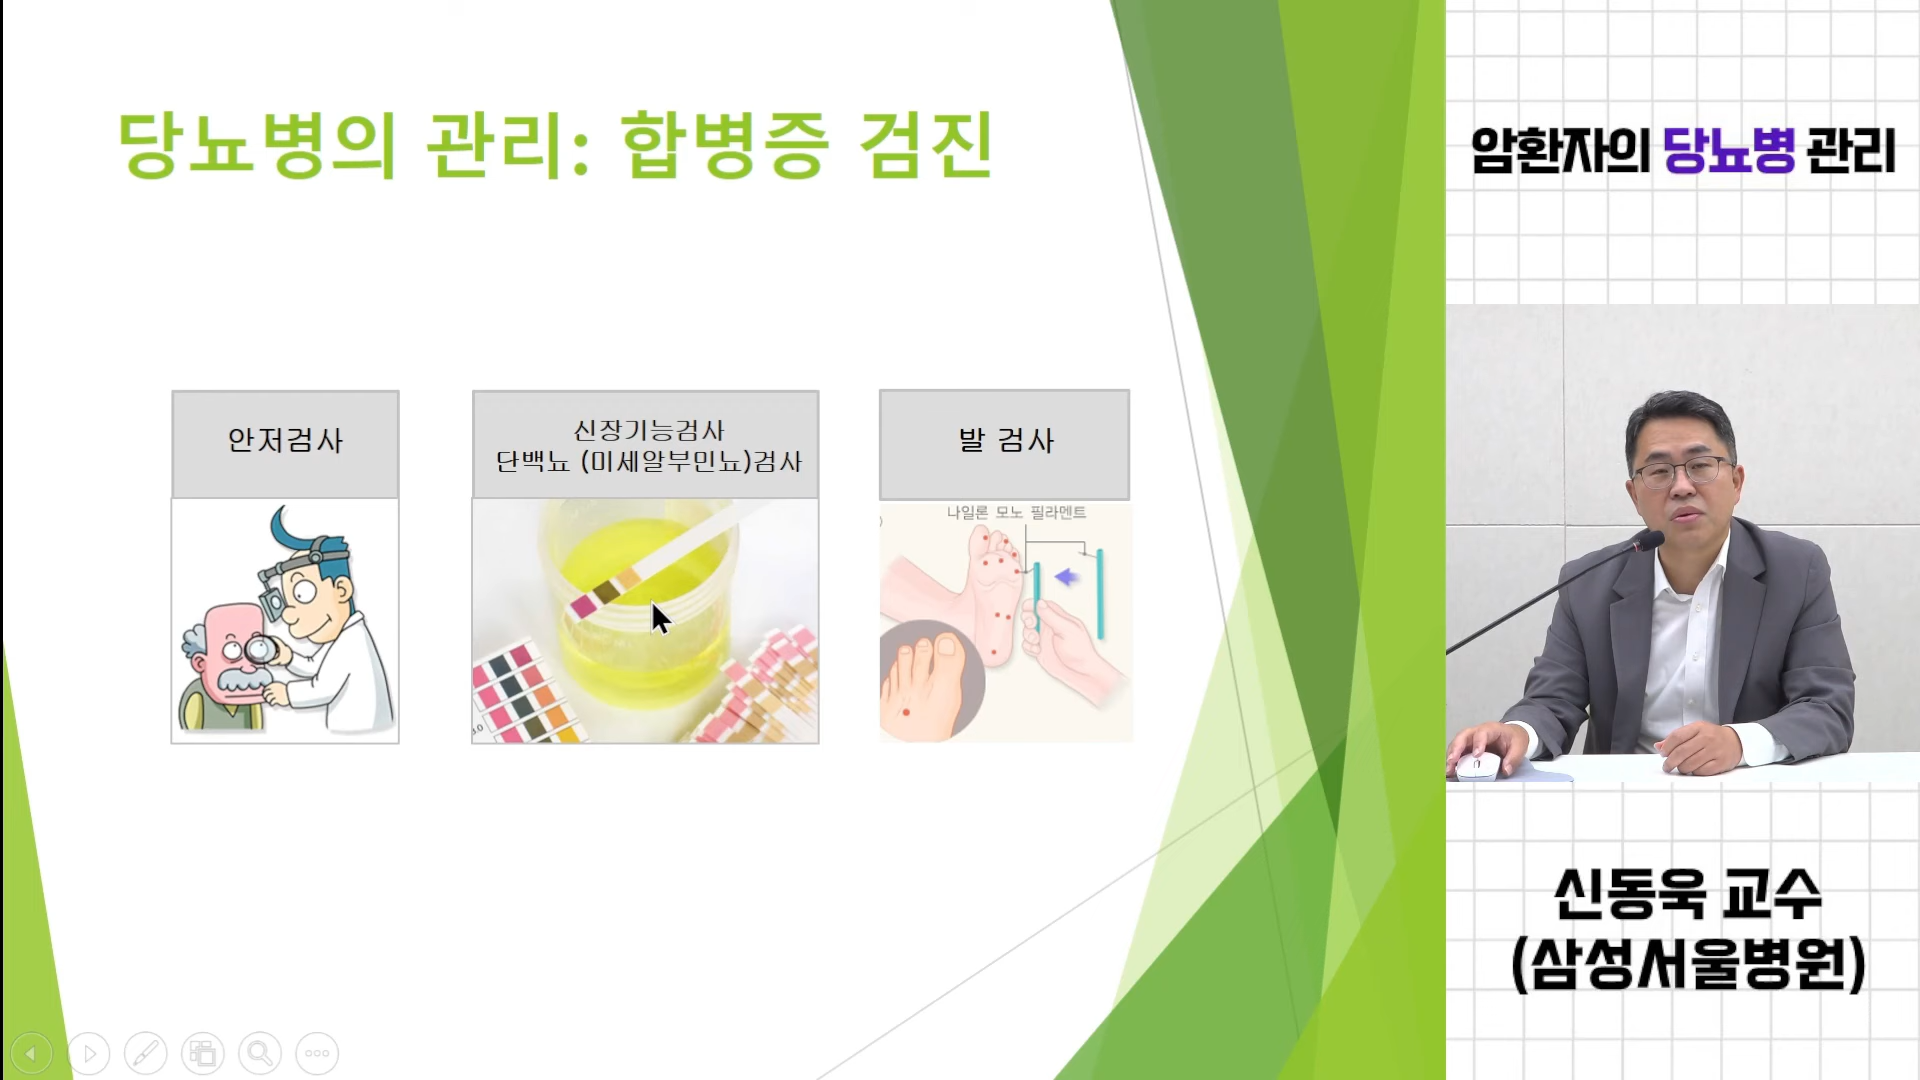 당뇨병의 관리: 합병증 검진
안저검사
신장기능검사
단백뇨 (미세알부민뇨)검사
발 검사
나일론 모노 필라멘트
암환자의 당뇨병 관리
신동욱 교수
(삼성서울병원)